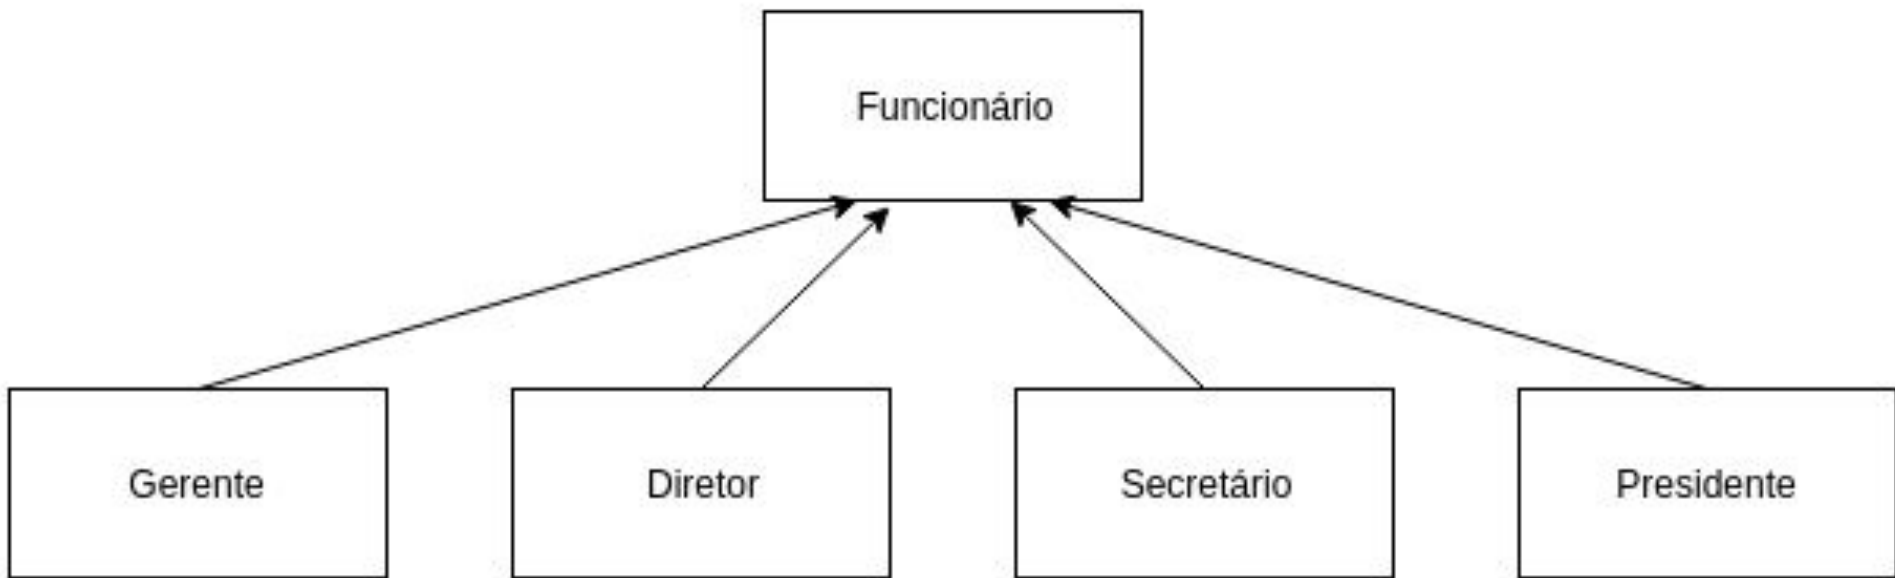 Funcionário
Gerente
Diretor
Secretário
Presidente